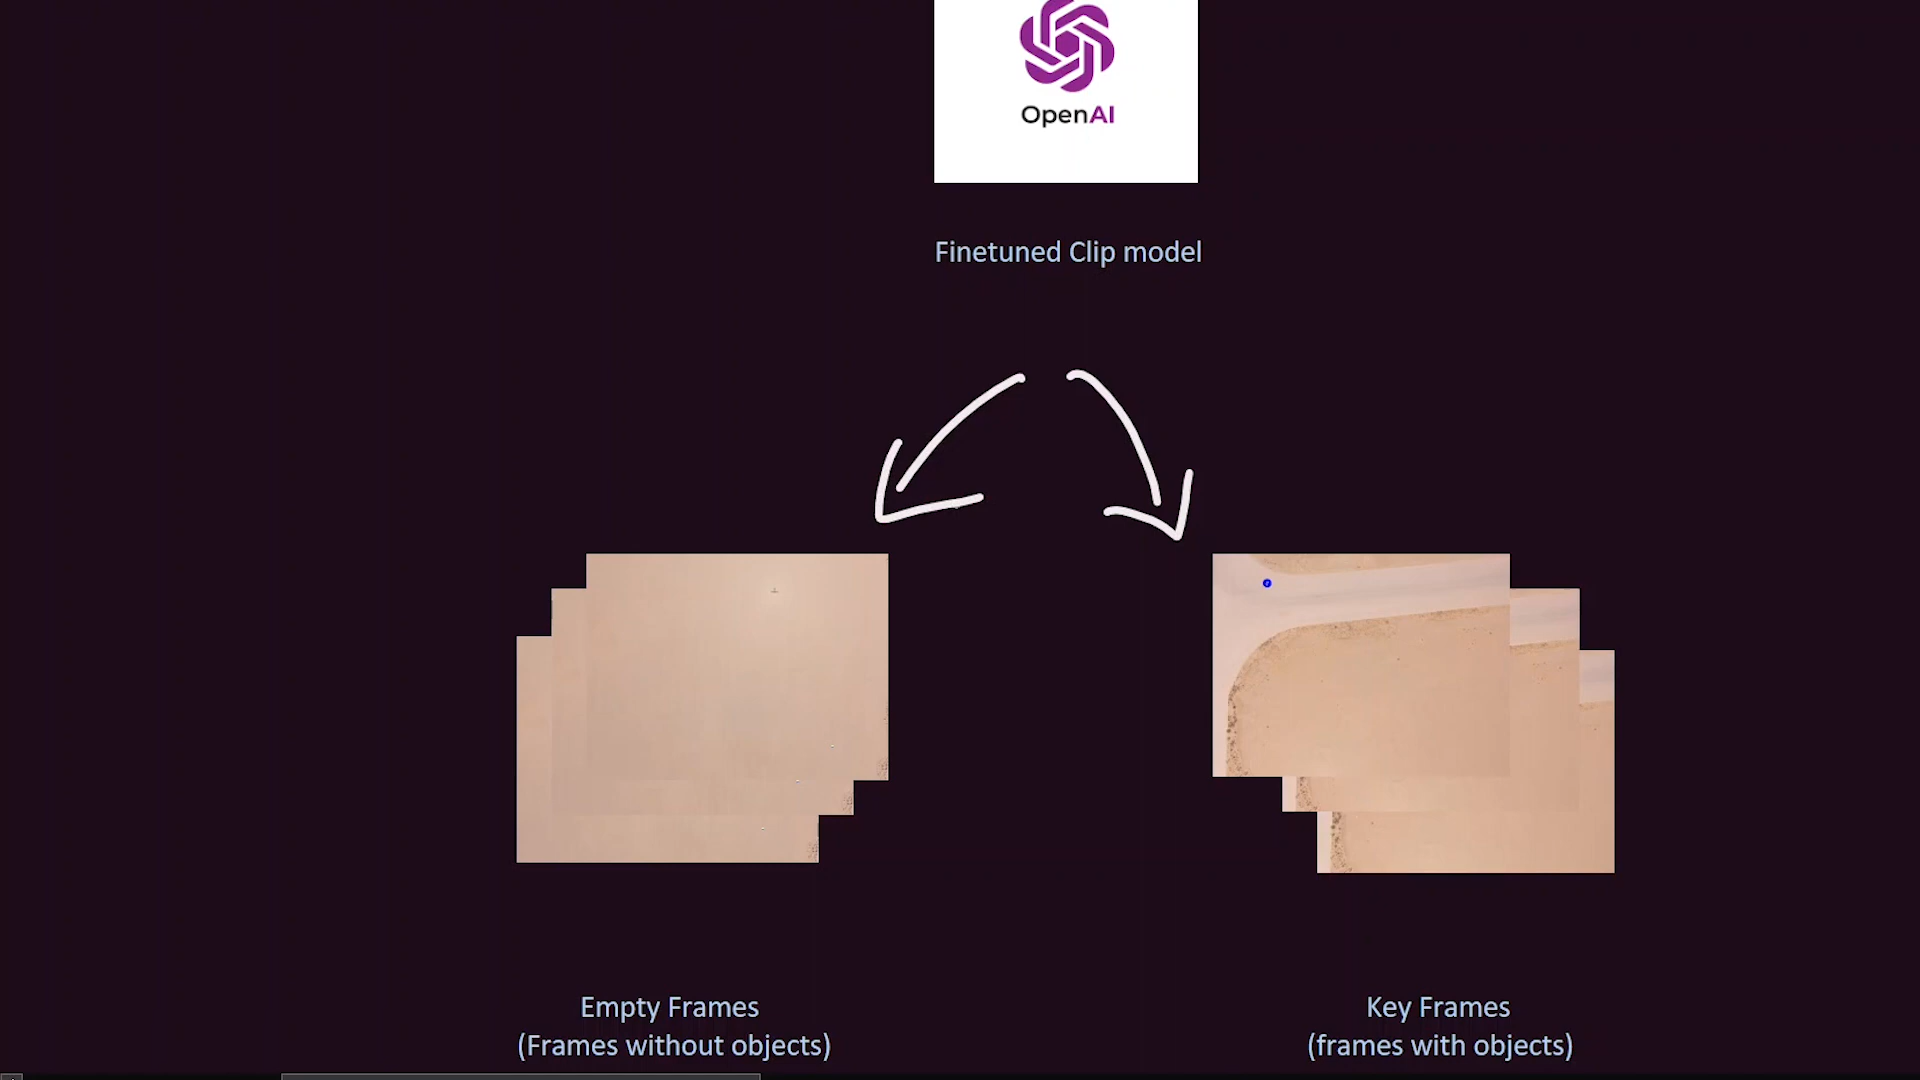 OpenAI
Finetuned Clip model
Empty Frames
(Frames without objects)
Key Frames
(frames with objects)